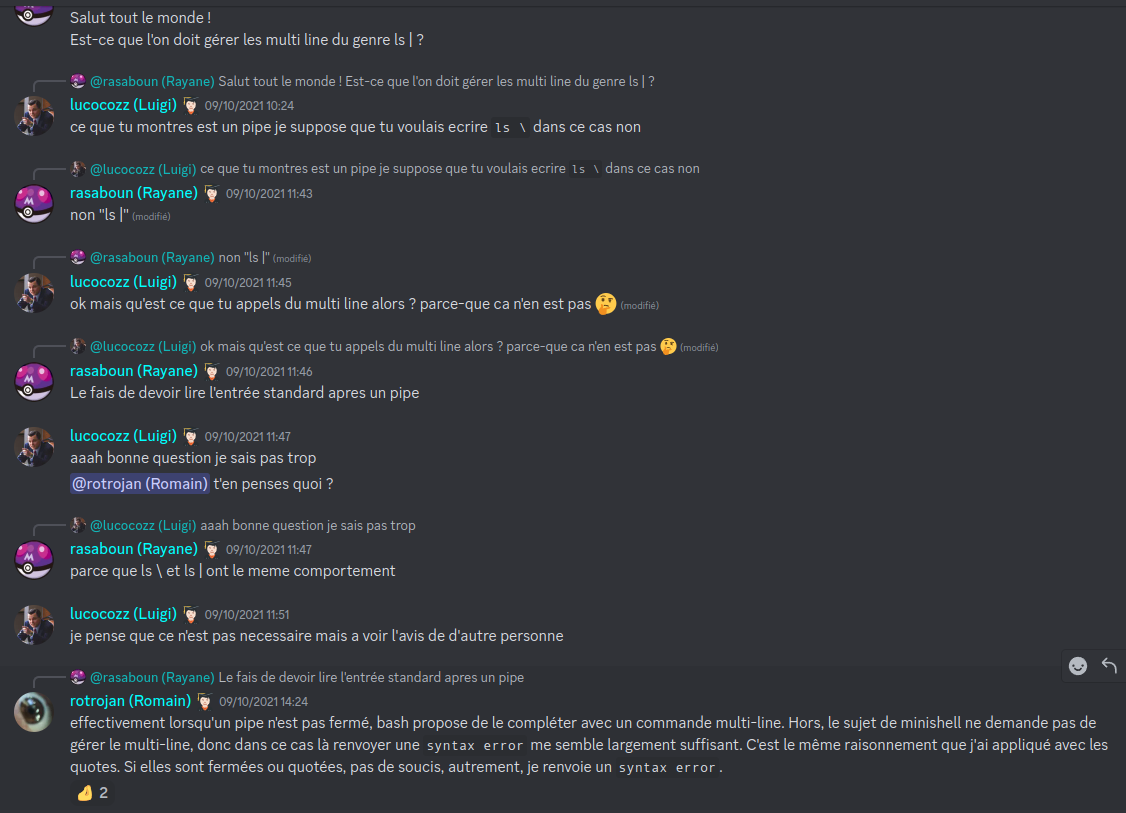 Salut tout le monde !
Est-ce que l'on doit gérer les multi line du genre ls | ?
@rasaboun (Rayane) Salut tout le monde ! Est-ce que l'on doit gérer les multi line du genre ls | ?
lucocozz (Luigi) 09/10/2021 10:24
ce que tu montres est un pipe je suppose que tu voulais ecrire ls \ dans ce cas non
@lucocozz (Luigi) ce que tu montres est un pipe je suppose que tu voulais ecrire ls \ dans ce cas non
rasaboun (Rayane) 09/10/2021 11:43
non "ls |" (modifié)
@rasaboun (Rayane) non "ls |" (modifié)
lucocozz (Luigi) 09/10/2021 11:45
ok mais qu'est ce que tu appels du multi line alors ? parce-que ca n'en est pas 🤔 (modifié)
@lucocozz (Luigi) ok mais qu'est ce que tu appels du multi line alors ? parce-que ca n'en est pas 🤔 (modifié)
rasaboun (Rayane) 09/10/2021 11:46
Le fais de devoir lire l'entrée standard apres un pipe
lucocozz (Luigi) 09/10/2021 11:47
aaah bonne question je sais pas trop
@rotrojan (Romain) t'en penses quoi ?
@lucocozz (Luigi) aaah bonne question je sais pas trop
rasaboun (Rayane) 09/10/2021 11:47
parce que ls \ et ls | ont le meme comportement
lucocozz (Luigi) 09/10/2021 11:51
je pense que ce n'est pas necessaire mais a voir l'avis de d'autre personne
@rasaboun (Rayane) Le fais de devoir lire l'entrée standard apres un pipe
rotrojan (Romain) 09/10/2021 14:24
effectivement lorsqu'un pipe n'est pas fermé, bash propose de le compléter avec un commande multi-line. Hors, le sujet de minishell ne demande pas de
gérer le multi-line, donc dans ce cas là renvoyer une syntax error me semble largement suffisant. C'est le même raisonnement que j'ai appliqué avec les
quotes. Si elles sont fermées ou quotées, pas de soucis, autrement, je renvoie un syntax error.
2